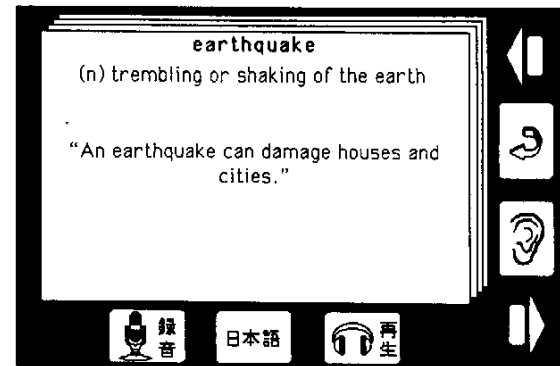 earthquake
(n) trembling or shaking of the earth
“An earthquake can damage houses and
cities.”
録
音
日本語
再
生